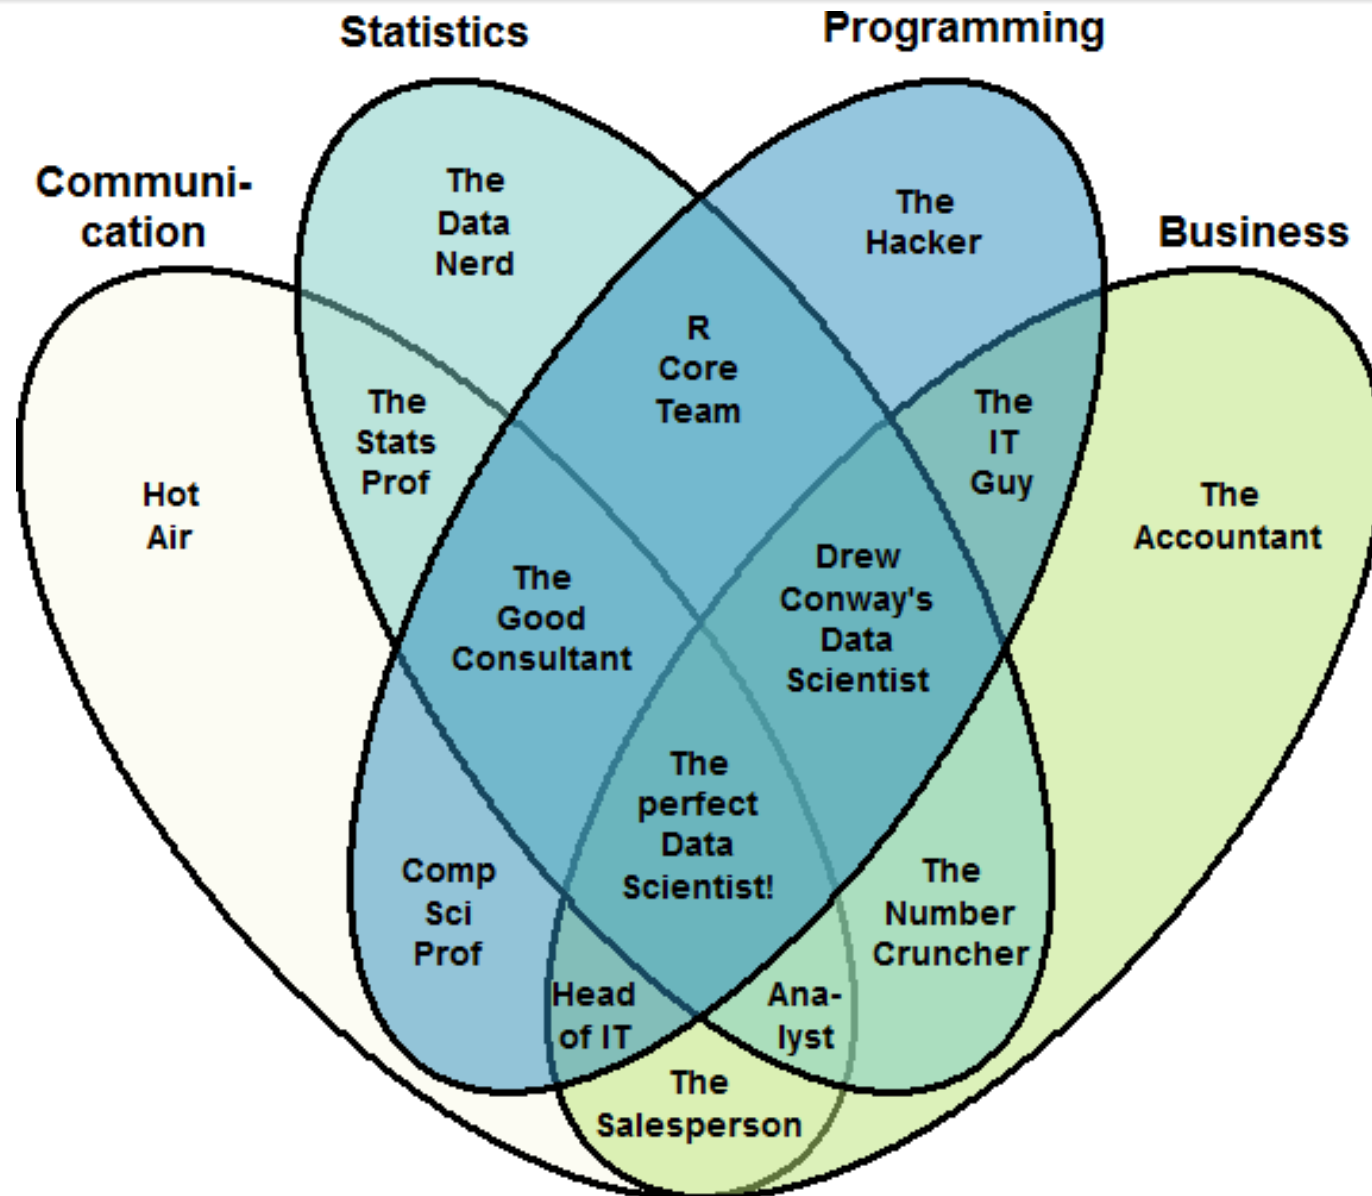 Statistics
Programming
Communi-
cation
Business
The
Data
Nerd
The
Hacker
R
Core
Team
The
Stats
Prof
The
IT
Guy
Hot
Air
The
Accountant
The
Good
Consultant
Drew
Conway's
Data
Scientist
The
perfect
Data
Scientist!
Comp
Sci
Prof
The
Number
Cruncher
Head
of IT
Ana-
lyst
The
Salesperson